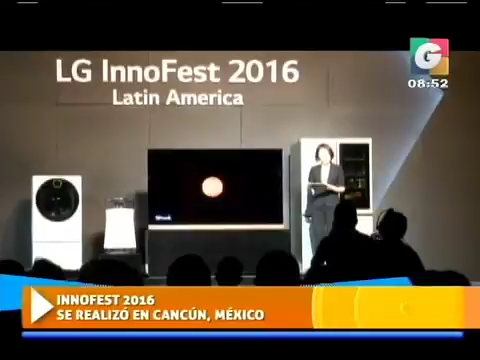 LG InnoFest 2016
Latin America
G
08:52
INNOFEST 2016
SE REALIZÓ EN CANCÚN, MÉXICO